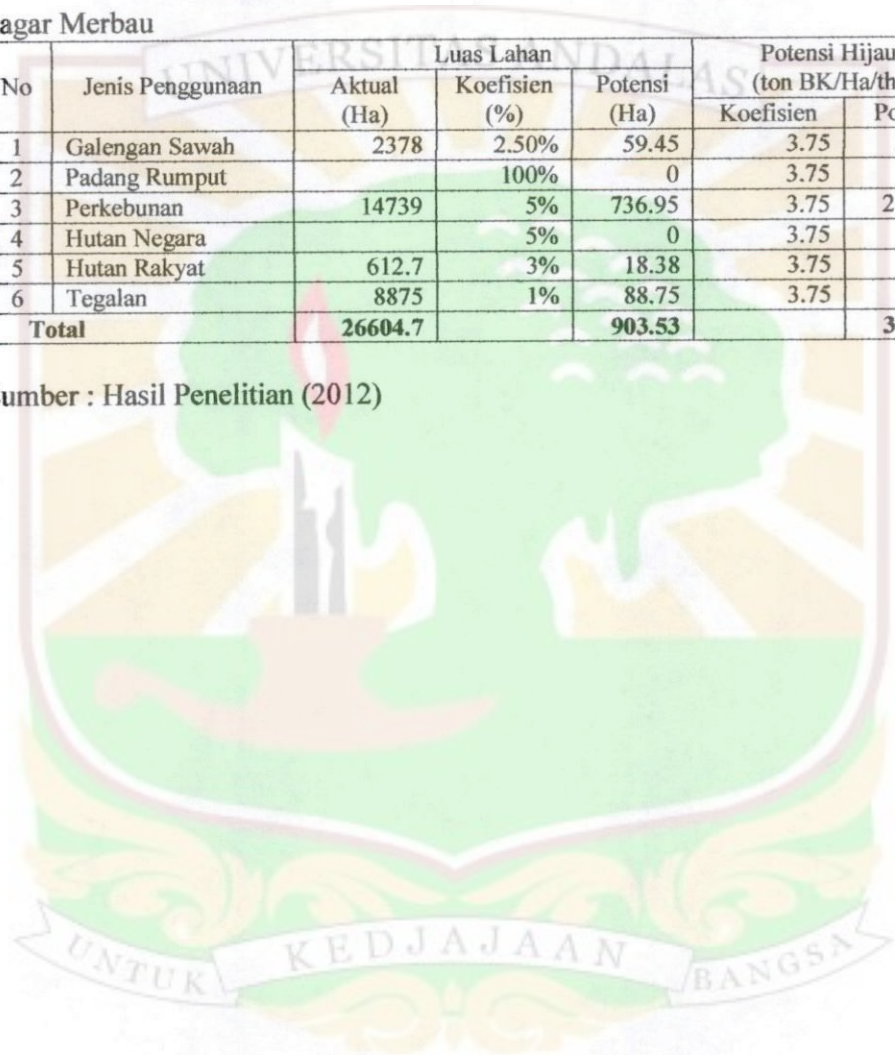 agar Merbau
No Jenis Penggunaan Luas Lahan Potensi Hijau
Aktual (Ha) Koefisien (%) Potensi (Ha) (ton BK/Ha/th
Koefisien Po
1 Galengan Sawah 2378 2.50% 59.45 3.75
2 Padang Rumput 100% 0 3.75
3 Perkebunan 14739 5% 736.95 3.75 2
4 Hutan Negara 5% 0 3.75
5 Hutan Rakyat 612.7 3% 18.38 3.75
6 Tegalan 8875 1% 88.75 3.75
Total 26604.7 903.53 3
umber : Hasil Penelitian (2012)
UNIVERSITAS ANDALAS
UNTUK KEDJAJAAN BANGSA